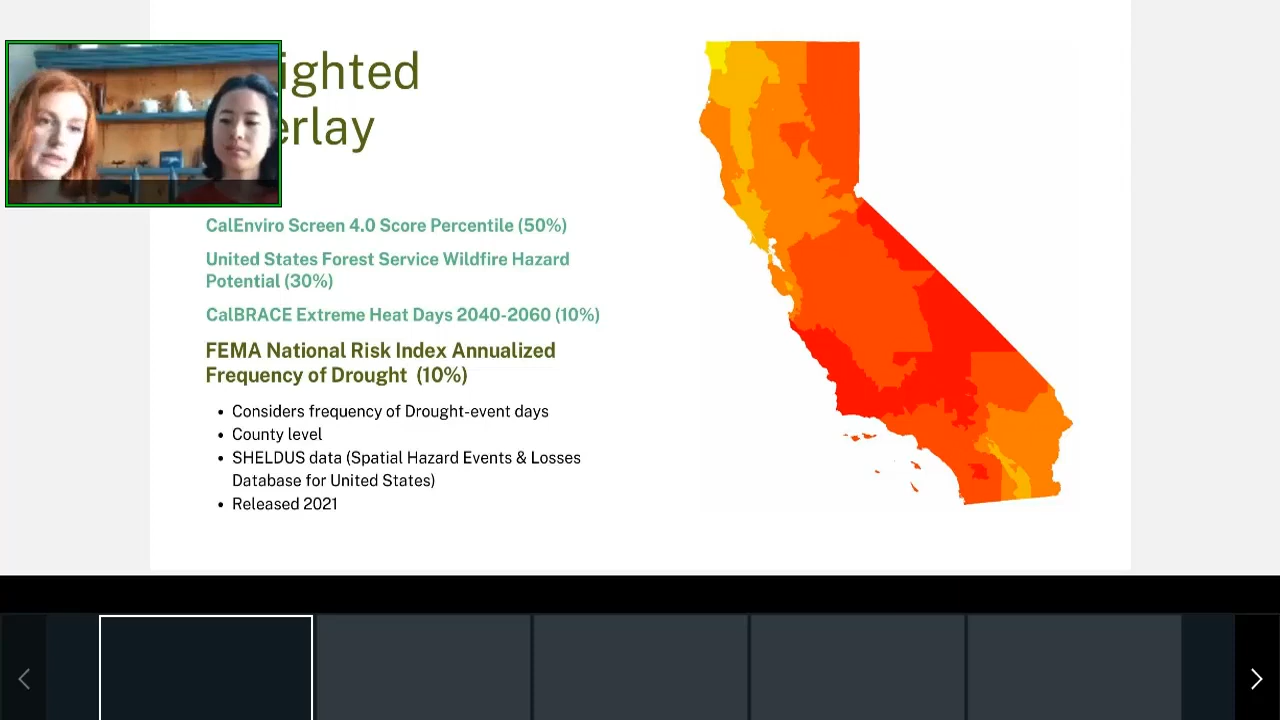 ighted
erlay
CalEnviro Screen 4.0 Score Percentile (50%)
United States Forest Service Wildfire Hazard
Potential (30%)
CalBRACE Extreme Heat Days 2040-2060 (10%)
FEMA National Risk Index Annualized
Frequency of Drought (10%)
• Considers frequency of Drought-event days
• County level
• SHELDUS data (Spatial Hazard Events & Losses
Database for United States)
• Released 2021